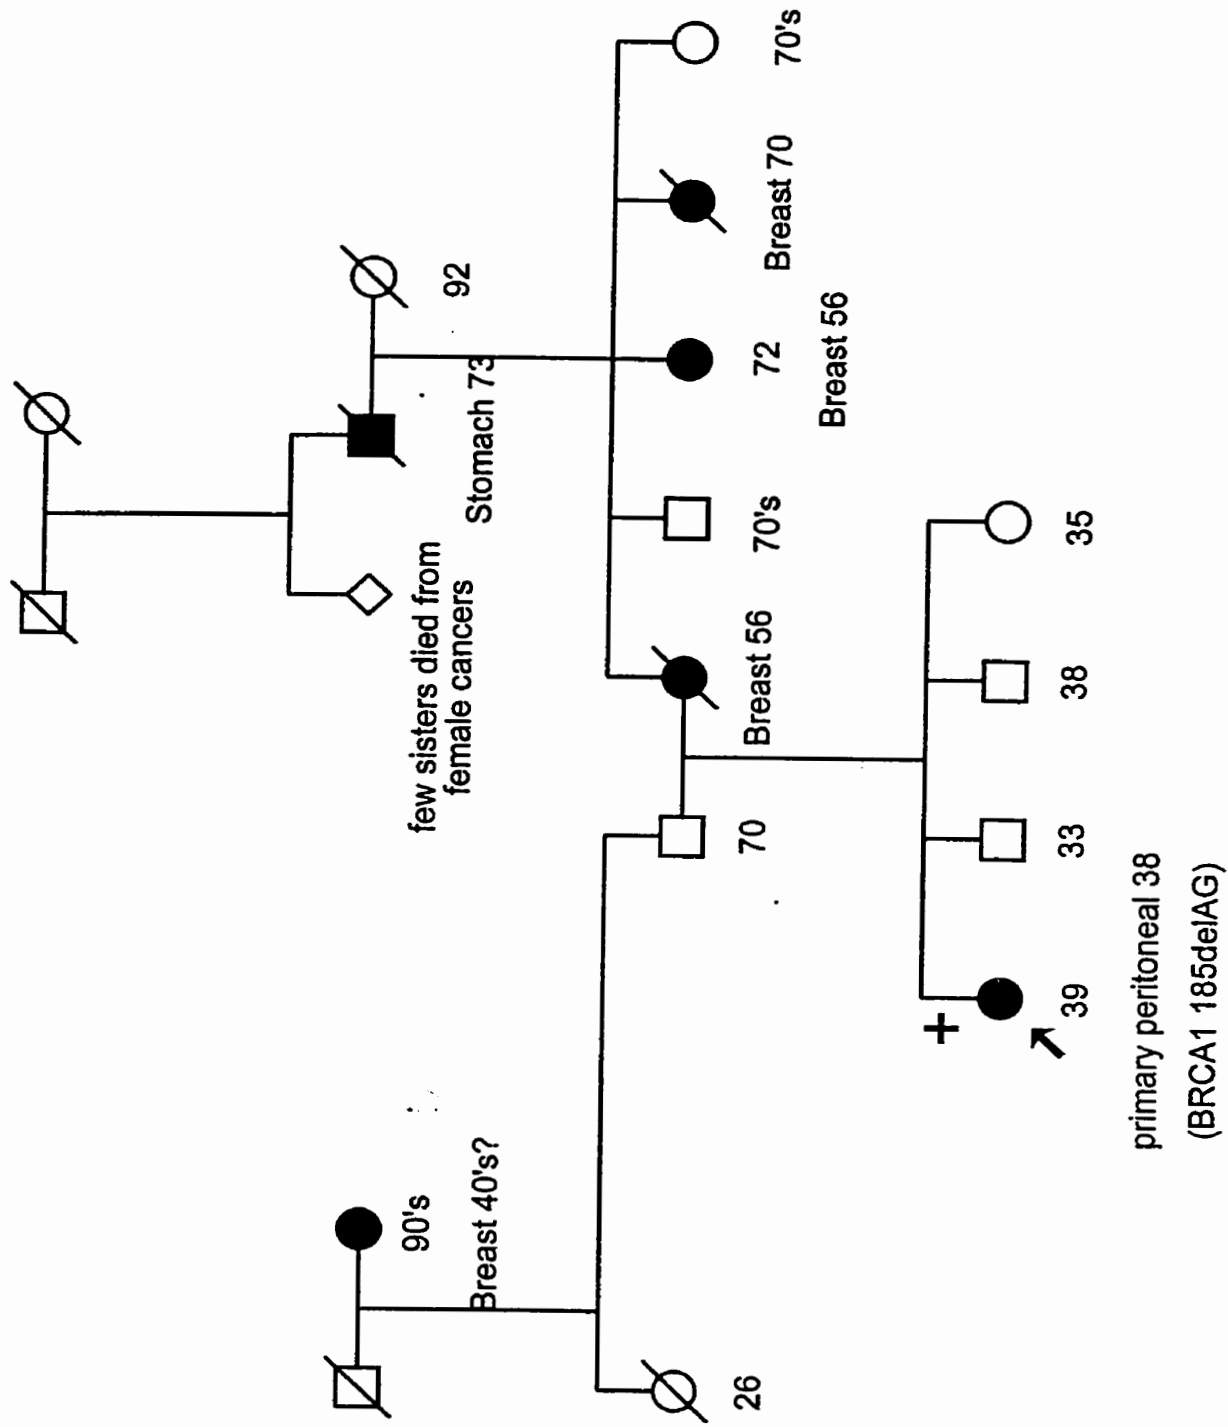 90's
Breast 40's?
few sisters died from
female cancers
Stomach 73
92
26
70
Breast 56
70's
72
Breast 56
Breast 70
70's
+
39
33
38
35
primary peritoneal 38
(BRCA1 185delAG)